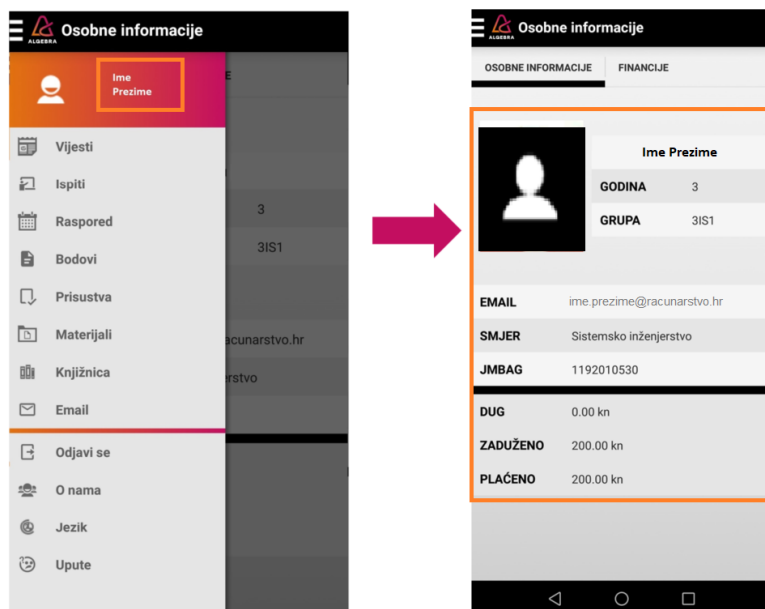 ALGEBRA
Osobne informacije
Ime
Prezime
Vijesti
Ispiti
Raspored
Bodovi
Prisustva
Materijali
Knjižnica
Email
Odjavi se
O nama
Jezik
Upute
E
3
3IS1
acunarstvo.hr
erstvo
ALGEBRA
Osobne informacije
OSOBNE INFORMACIJE FINANCIJE
Ime Prezime
GODINA 3
GRUPA 3IS1
EMAIL ime.prezime@racunarstvo.hr
SMJER Sistemsko inženjerstvo
JMBAG 1192010530
DUG 0.00 kn
ZADUŽENO 200.00 kn
PLAĆENO 200.00 kn